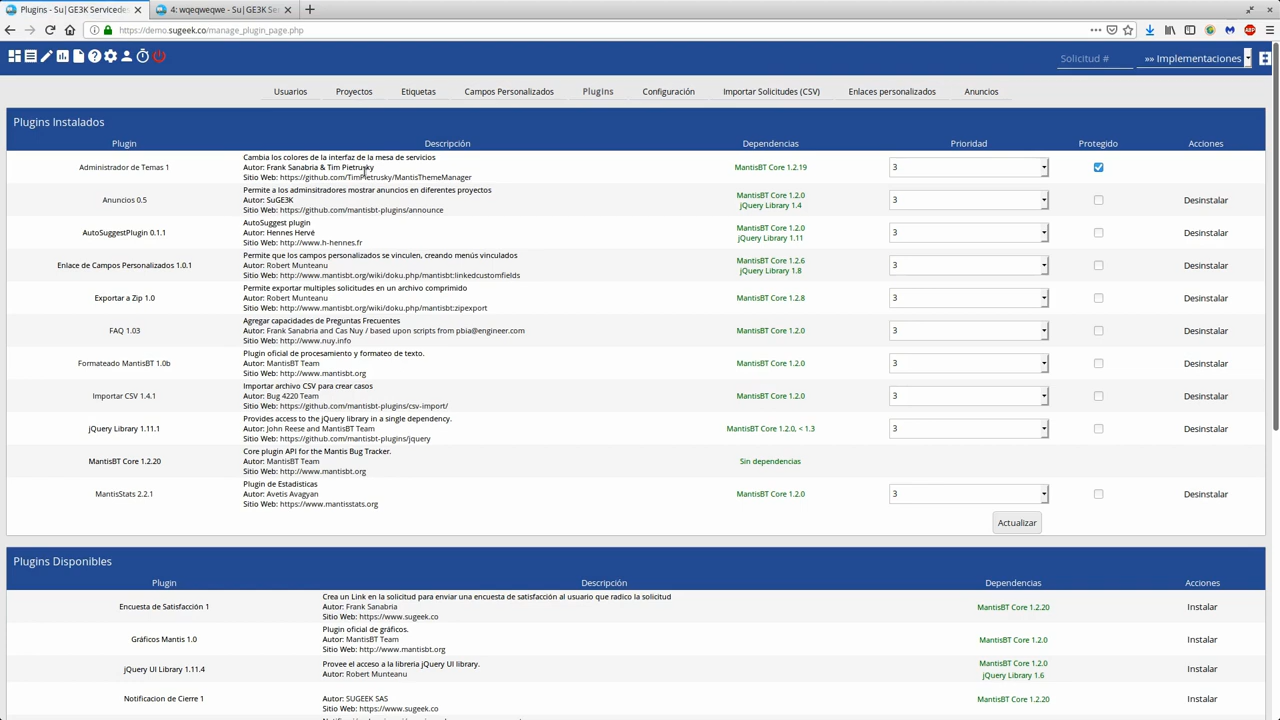 Plugins - Su|GE3K Servicedes
4: wqeqweqwe - Su|GE3K Se
https://demo.sugeek.co/manage_plugin_page.php
Solicitud #
»» Implementaciones
Usuarios Proyectos Etiquetas Campos Personalizados PlugIns Configuración Importar Solicitudes (CSV) Enlaces personalizados Anuncios
Plugins Instalados
Plugin Descripción Dependencias Prioridad Protegido Acciones
Cambia los colores de la interfaz de la mesa de servicios
Administrador de Temas 1 Autor: Frank Sanabria & Tim Pietrusky MantisBT Core 1.2.19 3
Sitio Web: https://github.com/TimPietrusky/MantisThemeManager
Permite a los adminsitradores mostrar anuncios en diferentes proyectos
MantisBT Core 1.2.0
Anuncios 0.5 Autor: SuGE3K 3 Desinstalar
jQuery Library 1.4
Sitio Web: https://github.com/mantisbt-plugins/announce
AutoSuggest plugin
MantisBT Core 1.2.0
AutoSuggestPlugin 0.1.1 Autor: Hennes Hervé 3 Desinstalar
jQuery Library 1.11
Sitio Web: http://www.h-hennes.fr
Permite que los campos personalizados se vinculen, creando menús vinculados
MantisBT Core 1.2.6
Enlace de Campos Personalizados 1.0.1 Autor: Robert Munteanu 3 Desinstalar
jQuery Library 1.8
Sitio Web: http://www.mantisbt.org/wiki/doku.php/mantisbt:linkedcustomfields
Permite exportar multiples solicitudes en un archivo comprimido
Exportar a Zip 1.0 Autor: Robert Munteanu MantisBT Core 1.2.8 3 Desinstalar
Sitio Web: http://www.mantisbt.org/wiki/doku.php/mantisbt:zipexport
Agregar capacidades de Preguntas Frecuentes
FAQ 1.03 Autor: Frank Sanabria and Cas Nuy / based upon scripts from pbia@engineer.com MantisBT Core 1.2.0 3 Desinstalar
Sitio Web: http://www.nuy.info
Plugin oficial de procesamiento y formateo de texto.
Formateado MantisBT 1.0b Autor: MantisBT Team MantisBT Core 1.2.0 3 Desinstalar
Sitio Web: http://www.mantisbt.org
Importar archivo CSV para crear casos
Importar CSV 1.4.1 Autor: Bug 4220 Team MantisBT Core 1.2.0 3 Desinstalar
Sitio Web: https://github.com/mantisbt-plugins/csv-import/
Provides access to the jQuery library in a single dependency.
jQuery Library 1.11.1 Autor: John Reese and MantisBT Team MantisBT Core 1.2.0, < 1.3 3 Desinstalar
Sitio Web: https://github.com/mantisbt-plugins/jquery
Core plugin API for the Mantis Bug Tracker.
MantisBT Core 1.2.20 Autor: MantisBT Team Sin dependencias
Sitio Web: http://www.mantisbt.org
Plugin de Estadisticas
MantisStats 2.2.1 Autor: Avetis Avagyan MantisBT Core 1.2.0 3 Desinstalar
Sitio Web: https://www.mantisstats.org
Actualizar
Plugins Disponibles
Plugin Descripción Dependencias Acciones
Crea un Link en la solicitud para enviar una encuesta de satisfacción al usuario que radico la solicitud
Encuesta de Satisfacción 1 Autor: Frank Sanabria MantisBT Core 1.2.20 Instalar
Sitio Web: https://www.sugeek.co
Plugin oficial de gráficos.
Gráficos Mantis 1.0 Autor: MantisBT Team MantisBT Core 1.2.0 Instalar
Sitio Web: http://www.mantisbt.org
Provee el acceso a la libreria jQuery UI library. MantisBT Core 1.2.0
jQuery UI Library 1.11.4 Instalar
Autor: Robert Munteanu jQuery Library 1.6
Notificacion de Cierre 1 Autor: SUGEEK SAS MantisBT Core 1.2.20 Instalar
Sitio Web: https://www.sugeek.co